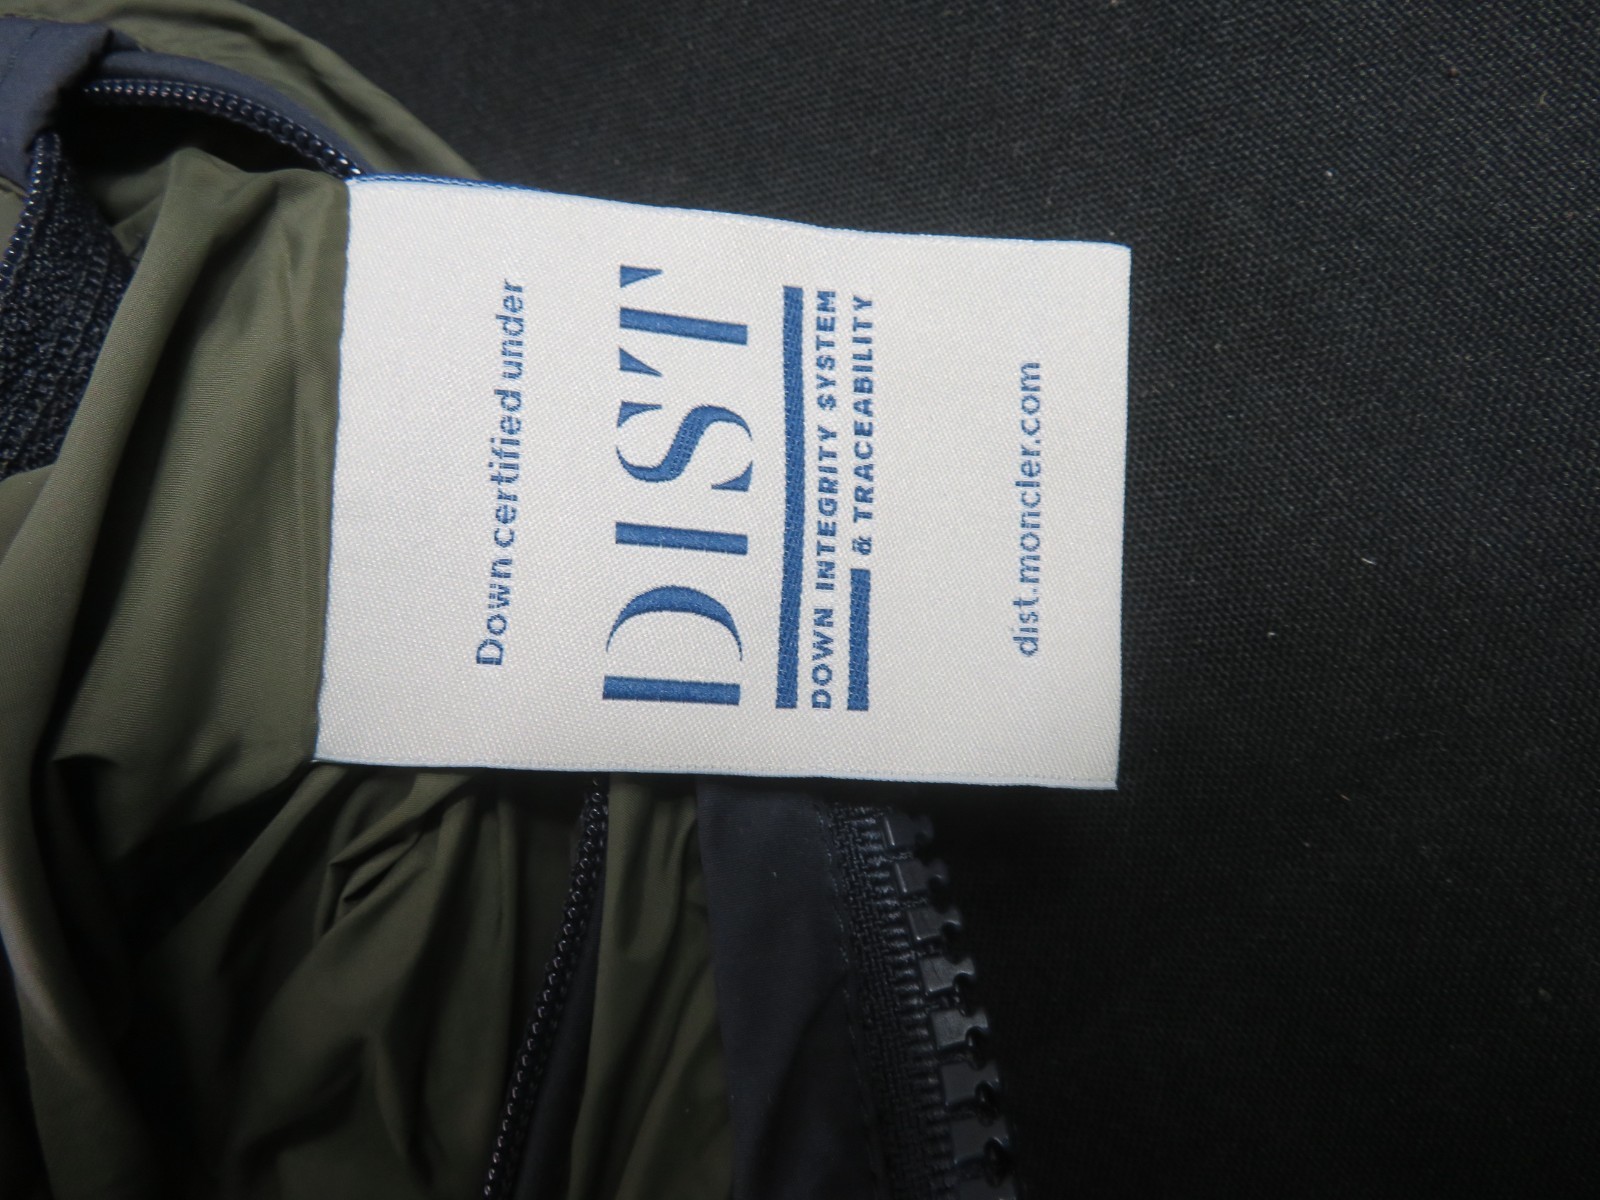 Down certified under
DIST
DOWN INTEGRITY SYSTEM
& TRACEABILITY
dist.moncler.com